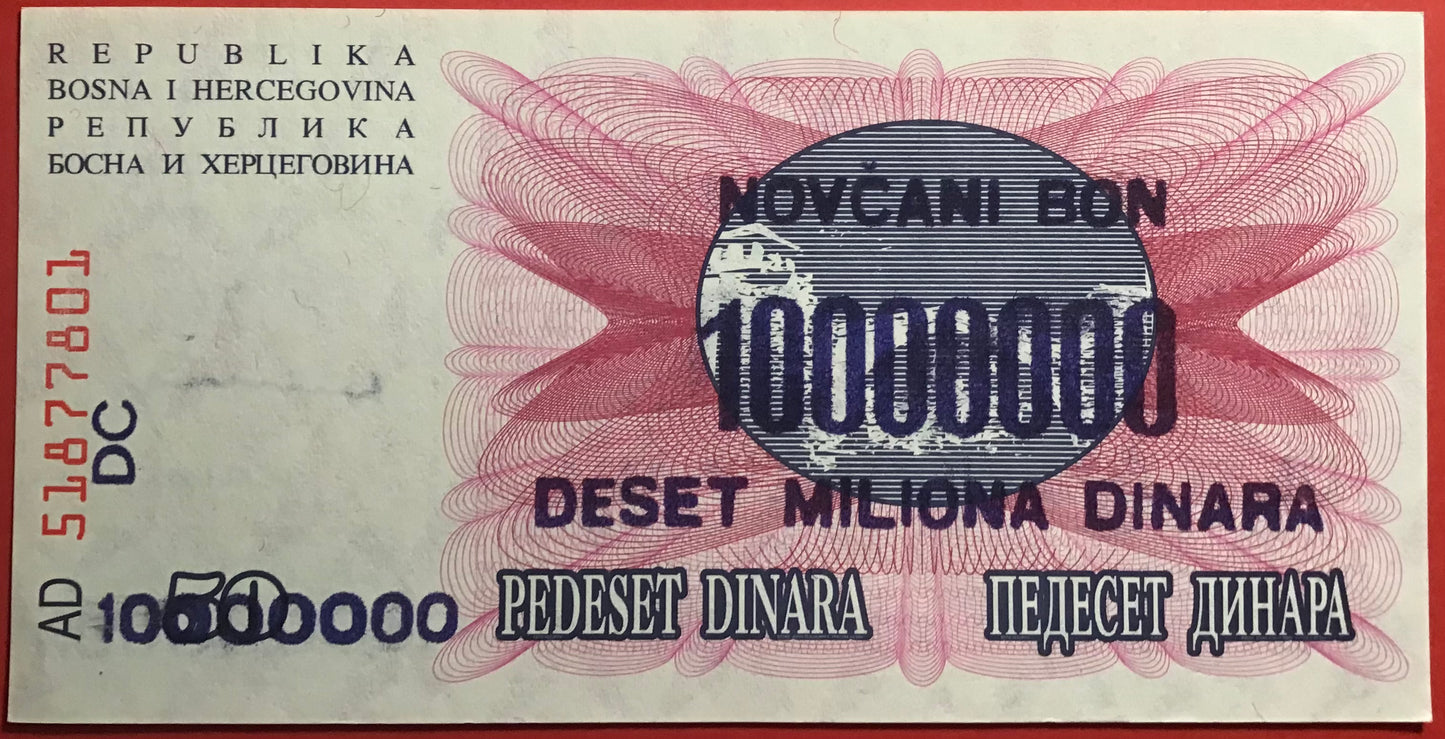 REPUBLIKA
BOSNA I HERCEGOVINA
РЕПУБЛИКА
БОСНА И ХЕРЦЕГОВИНА
NOVČANI BON
10000000
DESET MILIONA DINARA
PEDESET DINARA
ПЕДЕСЕТ ДИНАРА
AD 51877801
DC
50
10000000